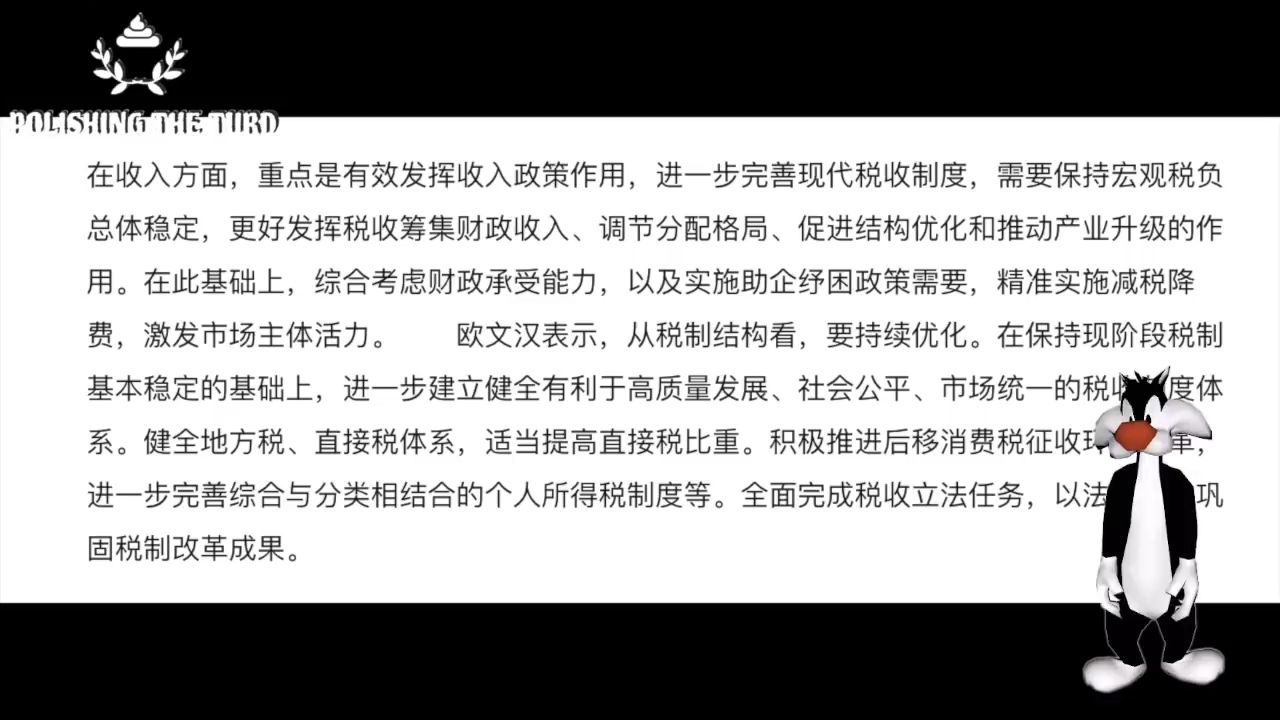 POLISHING THE TURD
在收入方面，重点是有效发挥收入政策作用，进一步完善现代税收制度，需要保持宏观税负
总体稳定，更好发挥税收筹集财政收入、调节分配格局、促进结构优化和推动产业升级的作
用。在此基础上，综合考虑财政承受能力，以及实施助企纾困政策需要，精准实施减税降
费，激发市场主体活力。　　欧文汉表示，从税制结构看，要持续优化。在保持现阶段税制
基本稳定的基础上，进一步建立健全有利于高质量发展、社会公平、市场统一的税收度体
系。健全地方税、直接税体系，适当提高直接税比重。积极推进后移消费税征收革，
进一步完善综合与分类相结合的个人所得税制度等。全面完成税收立法任务，以法巩
固税制改革成果。